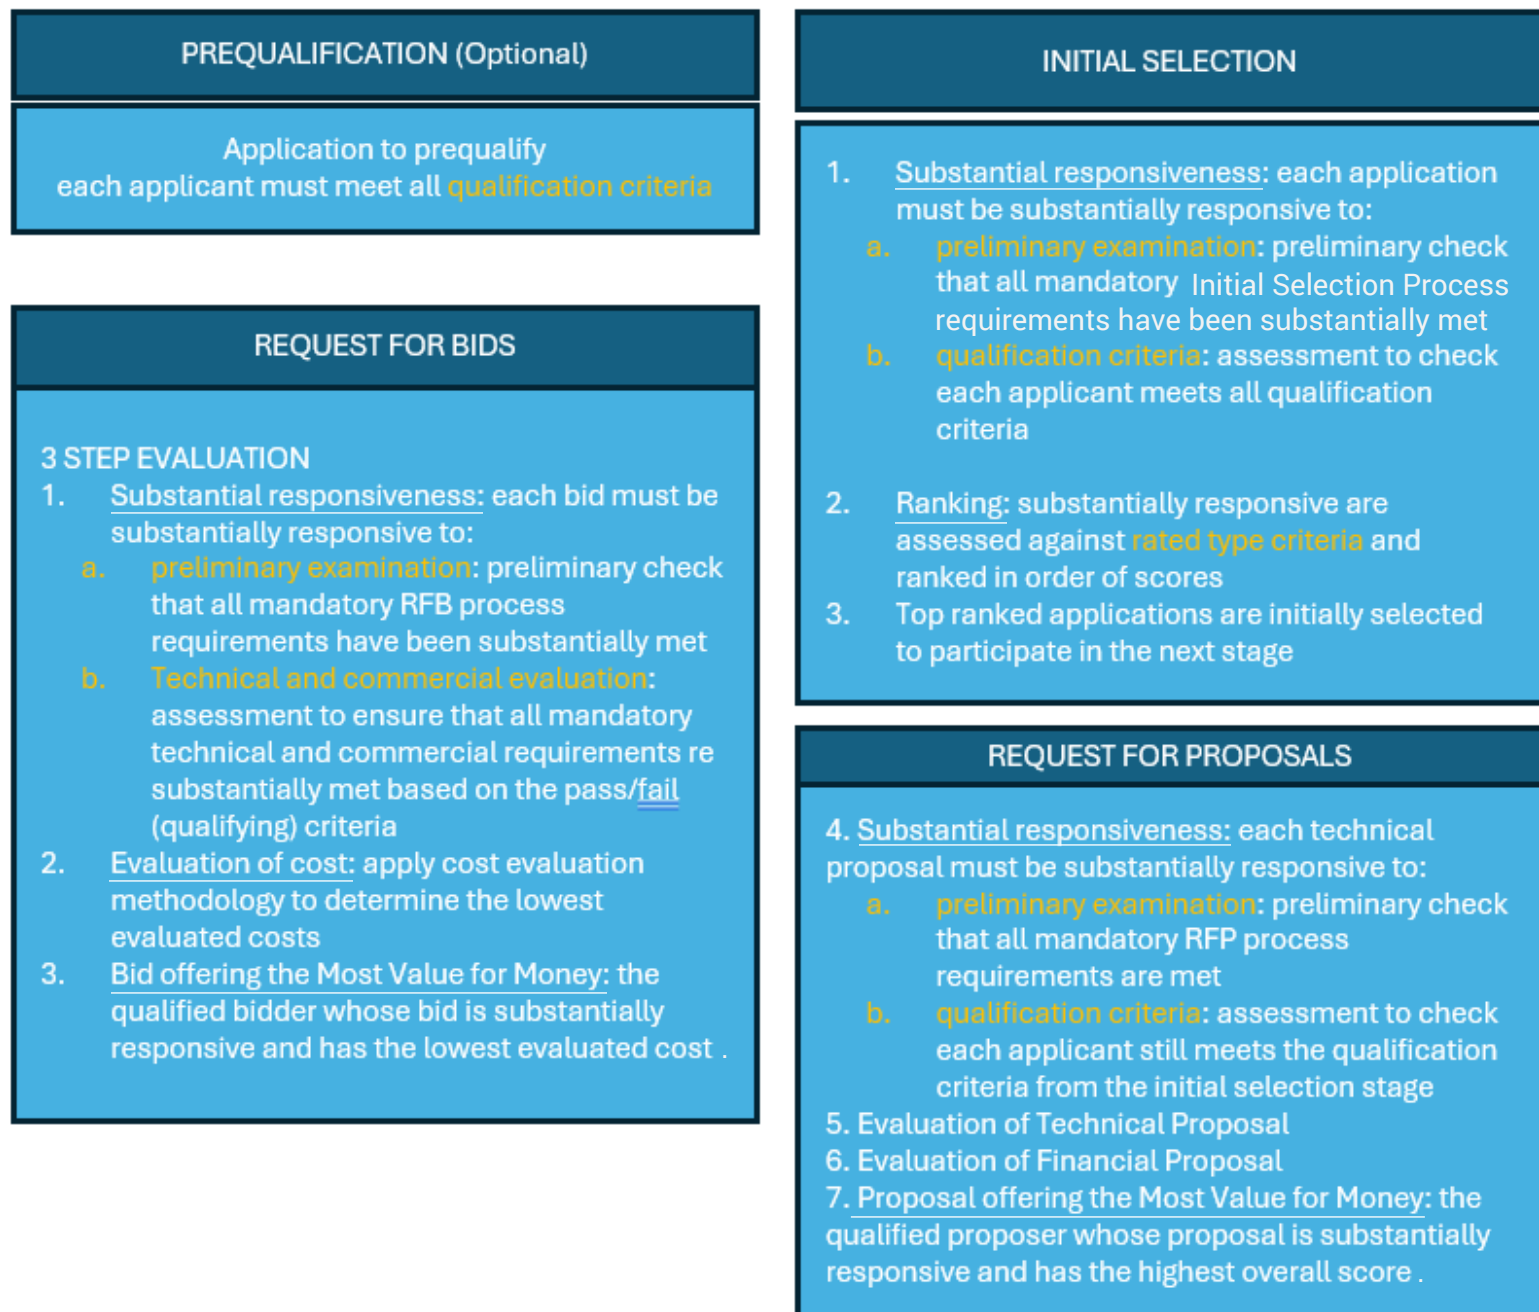 PREQUALIFICATION (Optional)
Application to prequalify
each applicant must meet all qualification criteria
REQUEST FOR BIDS
3 STEP EVALUATION
1. Substantial responsiveness: each bid must be
substantially responsive to:
a. preliminary examination: preliminary check
that all mandatory RFB process
requirements have been substantially met
b. Technical and commercial evaluation:
assessment to ensure that all mandatory
technical and commercial requirements re
substantially met based on the pass/fail
(qualifying) criteria
2. Evaluation of cost: apply cost evaluation
methodology to determine the lowest
evaluated costs
3. Bid offering the Most Value for Money: the
qualified bidder whose bid is substantially
responsive and has the lowest evaluated cost .
INITIAL SELECTION
1. Substantial responsiveness: each application
must be substantially responsive to:
a. preliminary examination: preliminary check
that all mandatory Initial Selection Process
requirements have been substantially met
b. qualification criteria: assessment to check
each applicant meets all qualification
criteria
2. Ranking: substantially responsive are
assessed against rated type criteria and
ranked in order of scores
3. Top ranked applications are initially selected
to participate in the next stage
REQUEST FOR PROPOSALS
4. Substantial responsiveness: each technical
proposal must be substantially responsive to:
a. preliminary examination: preliminary check
that all mandatory RFP process
requirements are met
b. qualification criteria: assessment to check
each applicant still meets the qualification
criteria from the initial selection stage
5. Evaluation of Technical Proposal
6. Evaluation of Financial Proposal
7. Proposal offering the Most Value for Money: the
qualified proposer whose proposal is substantially
responsive and has the highest overall score .